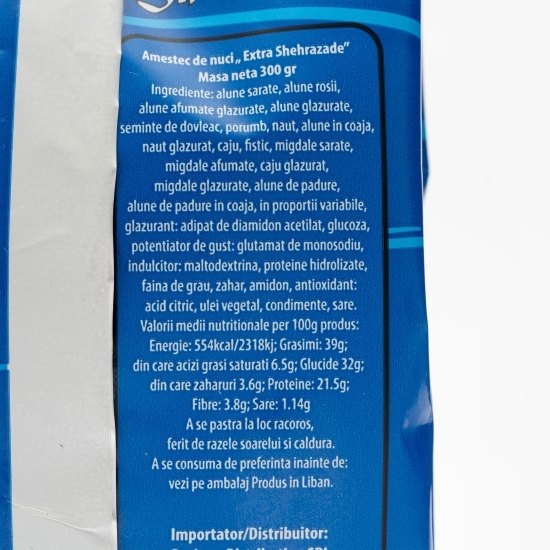 Amestec de nuci „ Extra Shehrazade”
Masa neta 300 gr
Ingrediente: alune sarate, alune rosii,
alune afumate glazurate, alune glazurate,
seminte de dovleac, porumb, naut, alune in coaja,
naut glazurat, caju, fistic, migdale sarate,
migdale afumate, caju glazurat,
migdale glazurate, alune de padure,
alune de padure in coaja, in proportii variabile,
glazurant: adipat de diamidon acetilat, glucoza,
potentiator de gust: glutamat de monosodiu,
indulcitor: maltodextrina, proteine hidrolizate,
faina de grau, zahar, amidon, antioxidant:
acid citric, ulei vegetal, condimente, sare.
Valorii medii nutritionale per 100g produs:
Energie: 554kcal/2318kj; Grasimi: 39g;
din care acizi grasi saturati 6.5g; Glucide 32g;
din care zaharuri 3.6g; Proteine: 21.5g;
Fibre: 3.8g; Sare: 1.14g
A se pastra la loc racoros,
ferit de razele soarelui si caldura.
A se consuma de preferinta inainte de:
vezi pe ambalaj Produs in Liban.
Importator/Distribuitor: